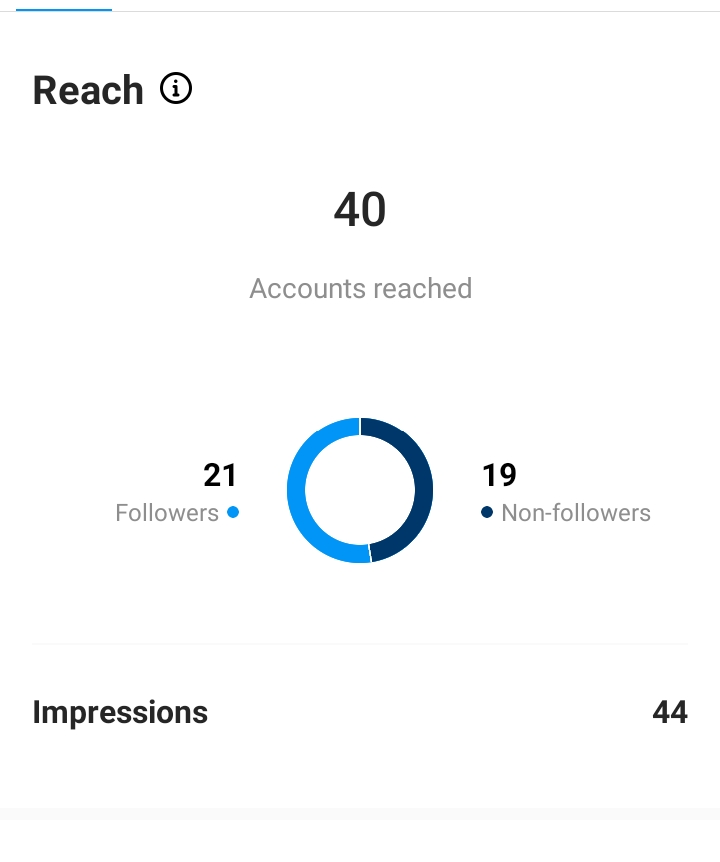 Reach
40
Accounts reached
21
Followers
19
Non-followers
Impressions 44